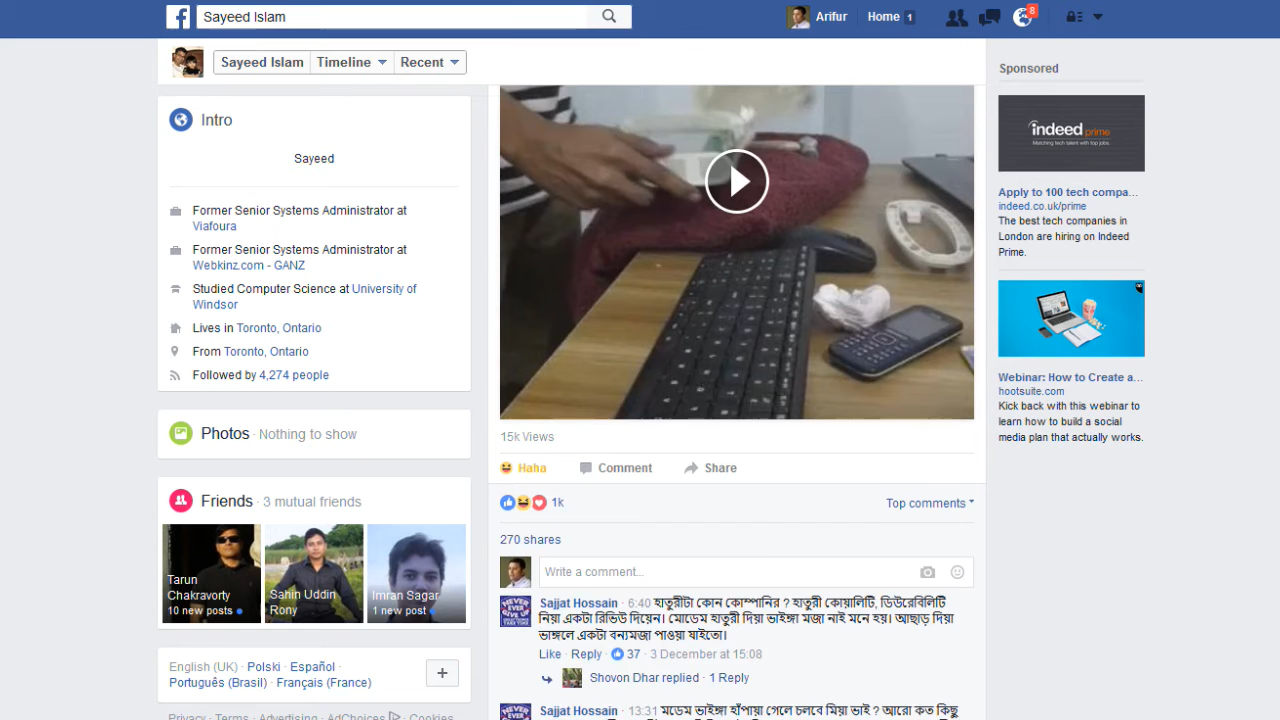 Sayeed Islam
Arifur
Home 1
8
Sayeed Islam
Timeline
Recent
Intro
Sayeed
Former Senior Systems Administrator at
Viafoura
Former Senior Systems Administrator at
Webkinz.com - GANZ
Studied Computer Science at University of
Windsor
Lives in Toronto, Ontario
From Toronto, Ontario
Followed by 4,274 people
Photos · Nothing to show
Friends · 3 mutual friends
Tarun
Chakravorty
10 new posts
Sahin Uddin
Rony
Imran Sagar
1 new post
English (UK) · Polski · Español ·
Português (Brasil) · Français (France)
Privacy · Terms · Advertising · AdChoices · Cookies
15k Views
Haha
Comment
Share
1k
Top comments
270 shares
Write a comment...
NEVER EVER GIVE UP
Sajjat Hossain · 6:40 হাতুরীটা কোন কোম্পানির ? হাতুরী কোয়ালিটি, ডিউরেবিলিটি
নিয়া একটা রিভিউ দিয়েন। মোডেম হাতুরী দিয়া ভাইঙ্গা মজা নাই মনে হয়। আছাড় দিয়া
ভাঙ্গলে একটা বন্যমজা পাওয়া যাইতো।
Like · Reply · 37 · 3 December at 15:08
Shovon Dhar replied · 1 Reply
Sajjat Hossain · 13:31 মডেম ভাইঙ্গা হাঁপায়া গেলে চলবে মিয়া ভাই ? আরো কত কিছু
Sponsored
indeed prime
Matching tech talent with top jobs.
Apply to 100 tech compa...
indeed.co.uk/prime
The best tech companies in
London are hiring on Indeed
Prime.
Webinar: How to Create a...
hootsuite.com
Kick back with this webinar to
learn how to build a social
media plan that actually works.